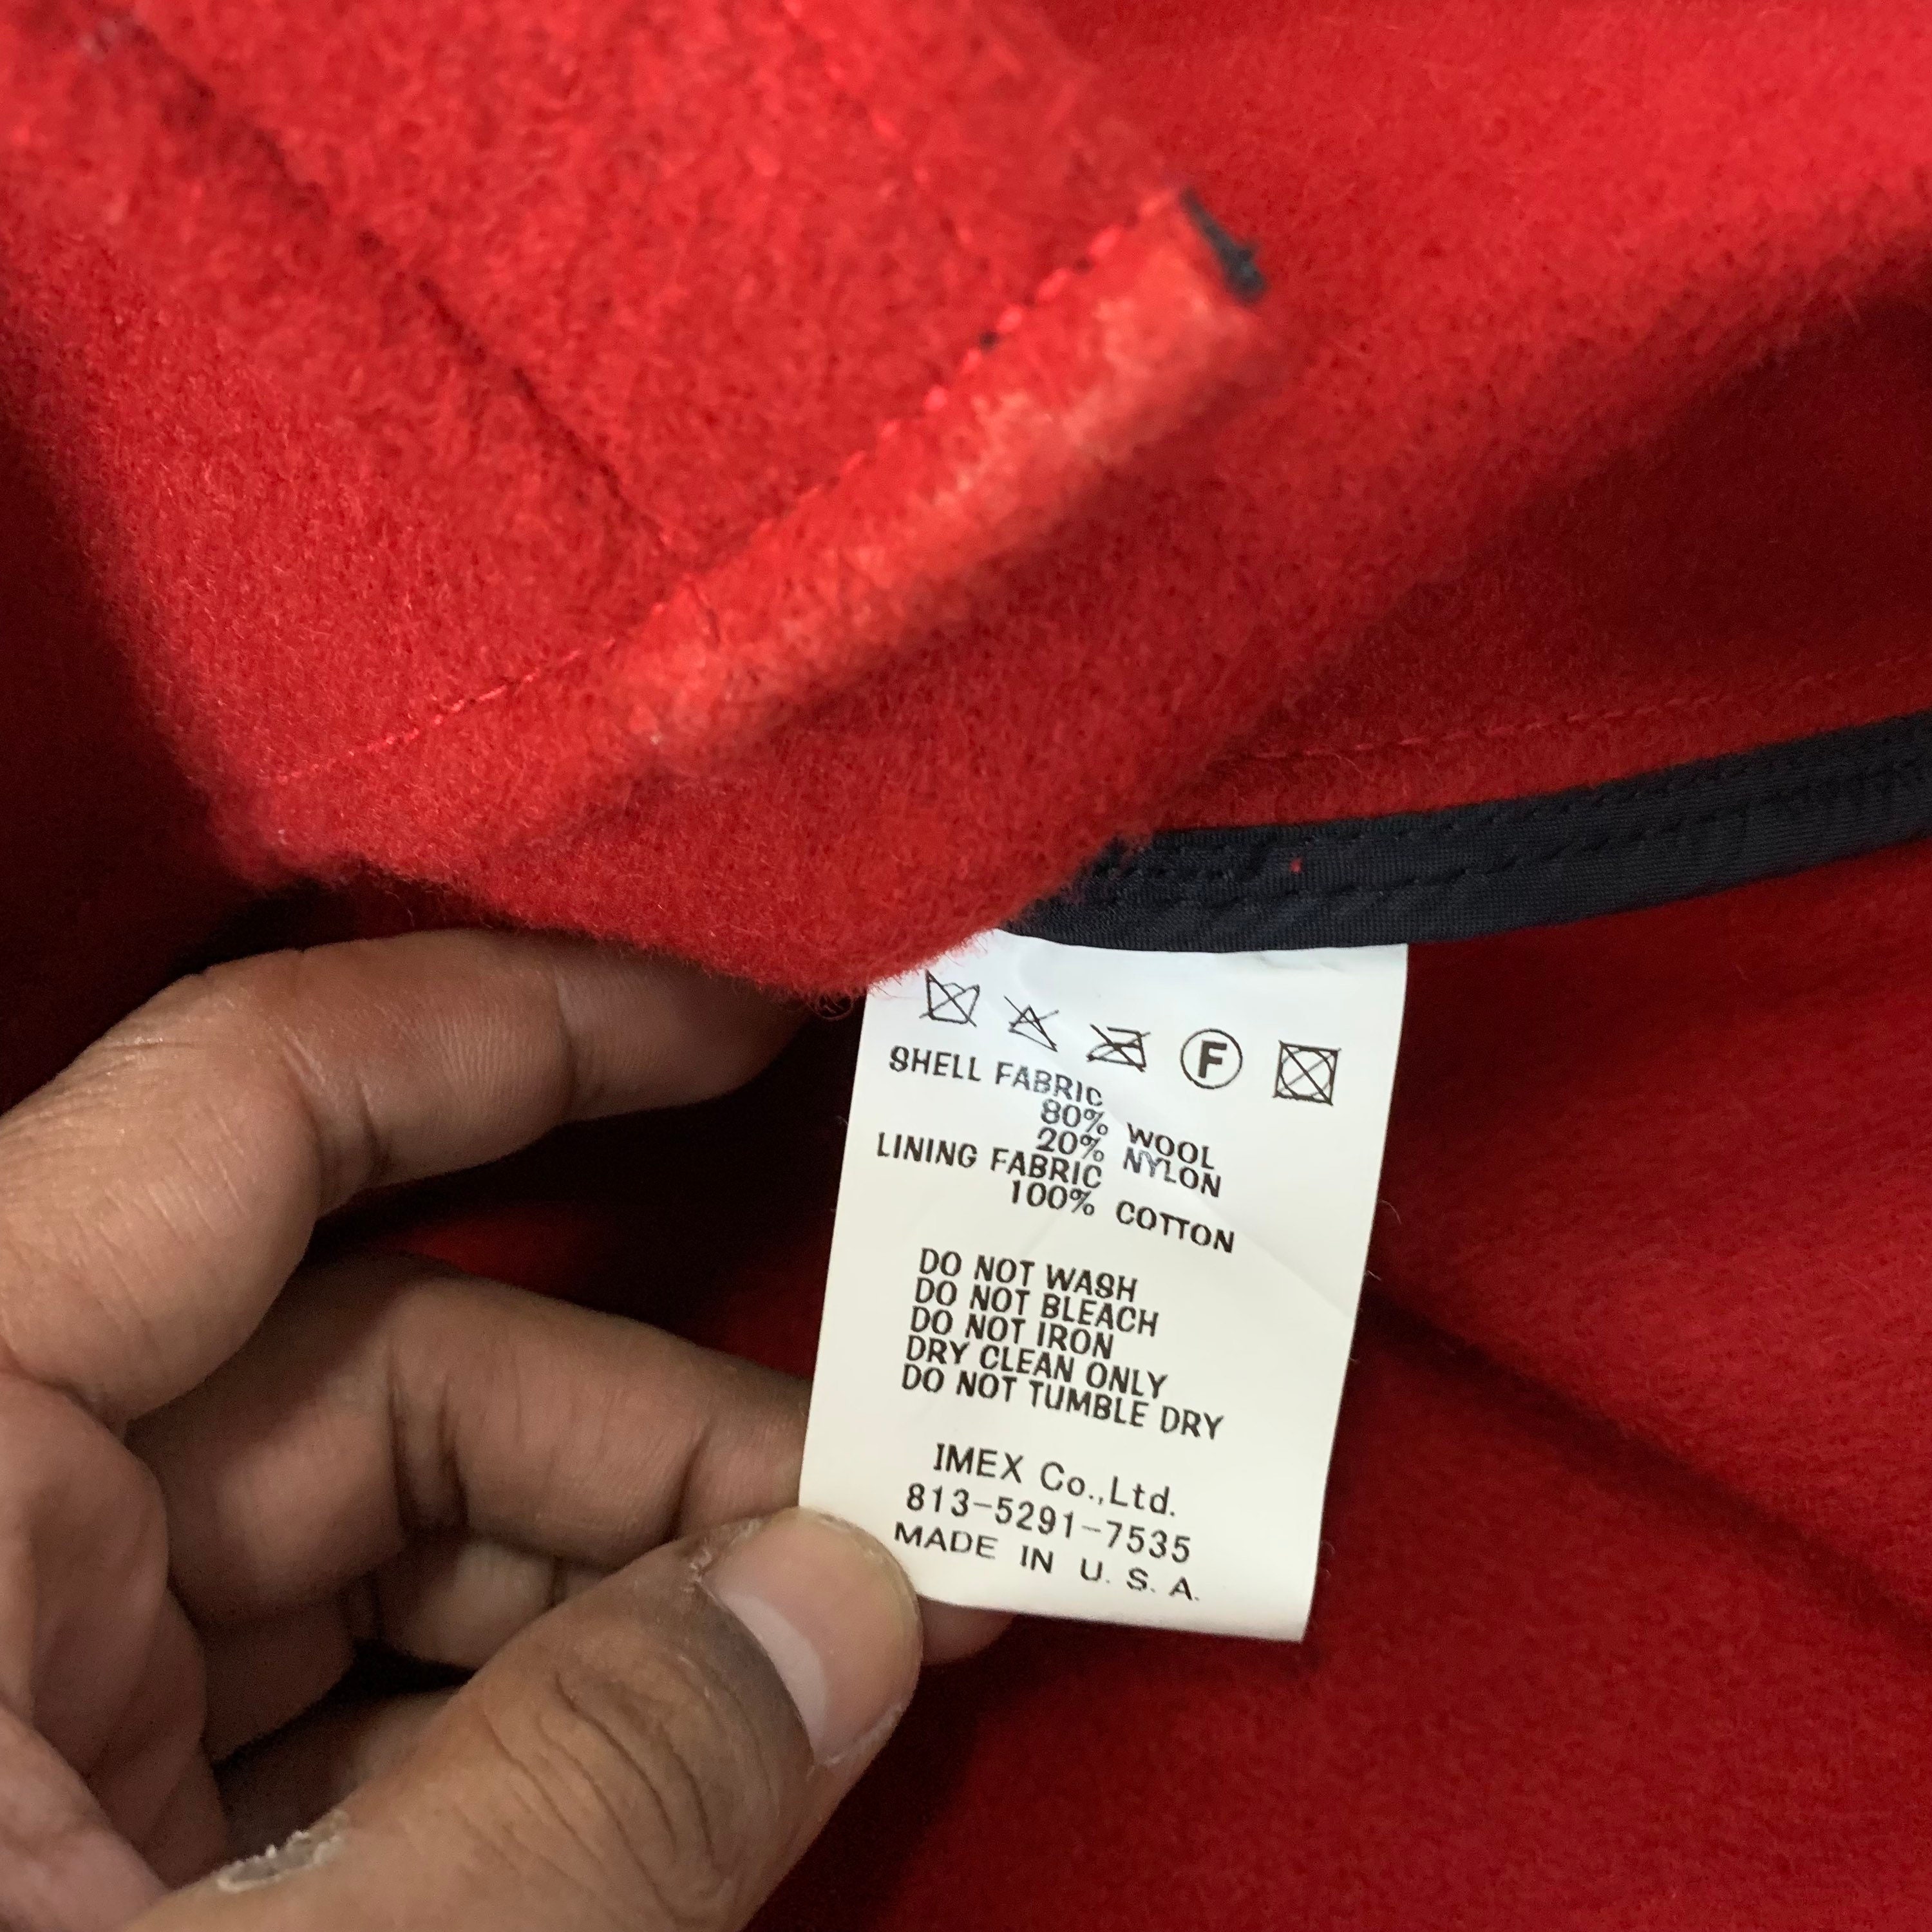 F
SHELL FABRIC
80% WOOL
20% NYLON
LINING FABRIC
100% COTTON
DO NOT WASH
DO NOT BLEACH
DO NOT IRON
DRY CLEAN ONLY
DO NOT TUMBLE DRY
IMEX Co.,Ltd.
813-5291-7535
MADE IN U.S.A.